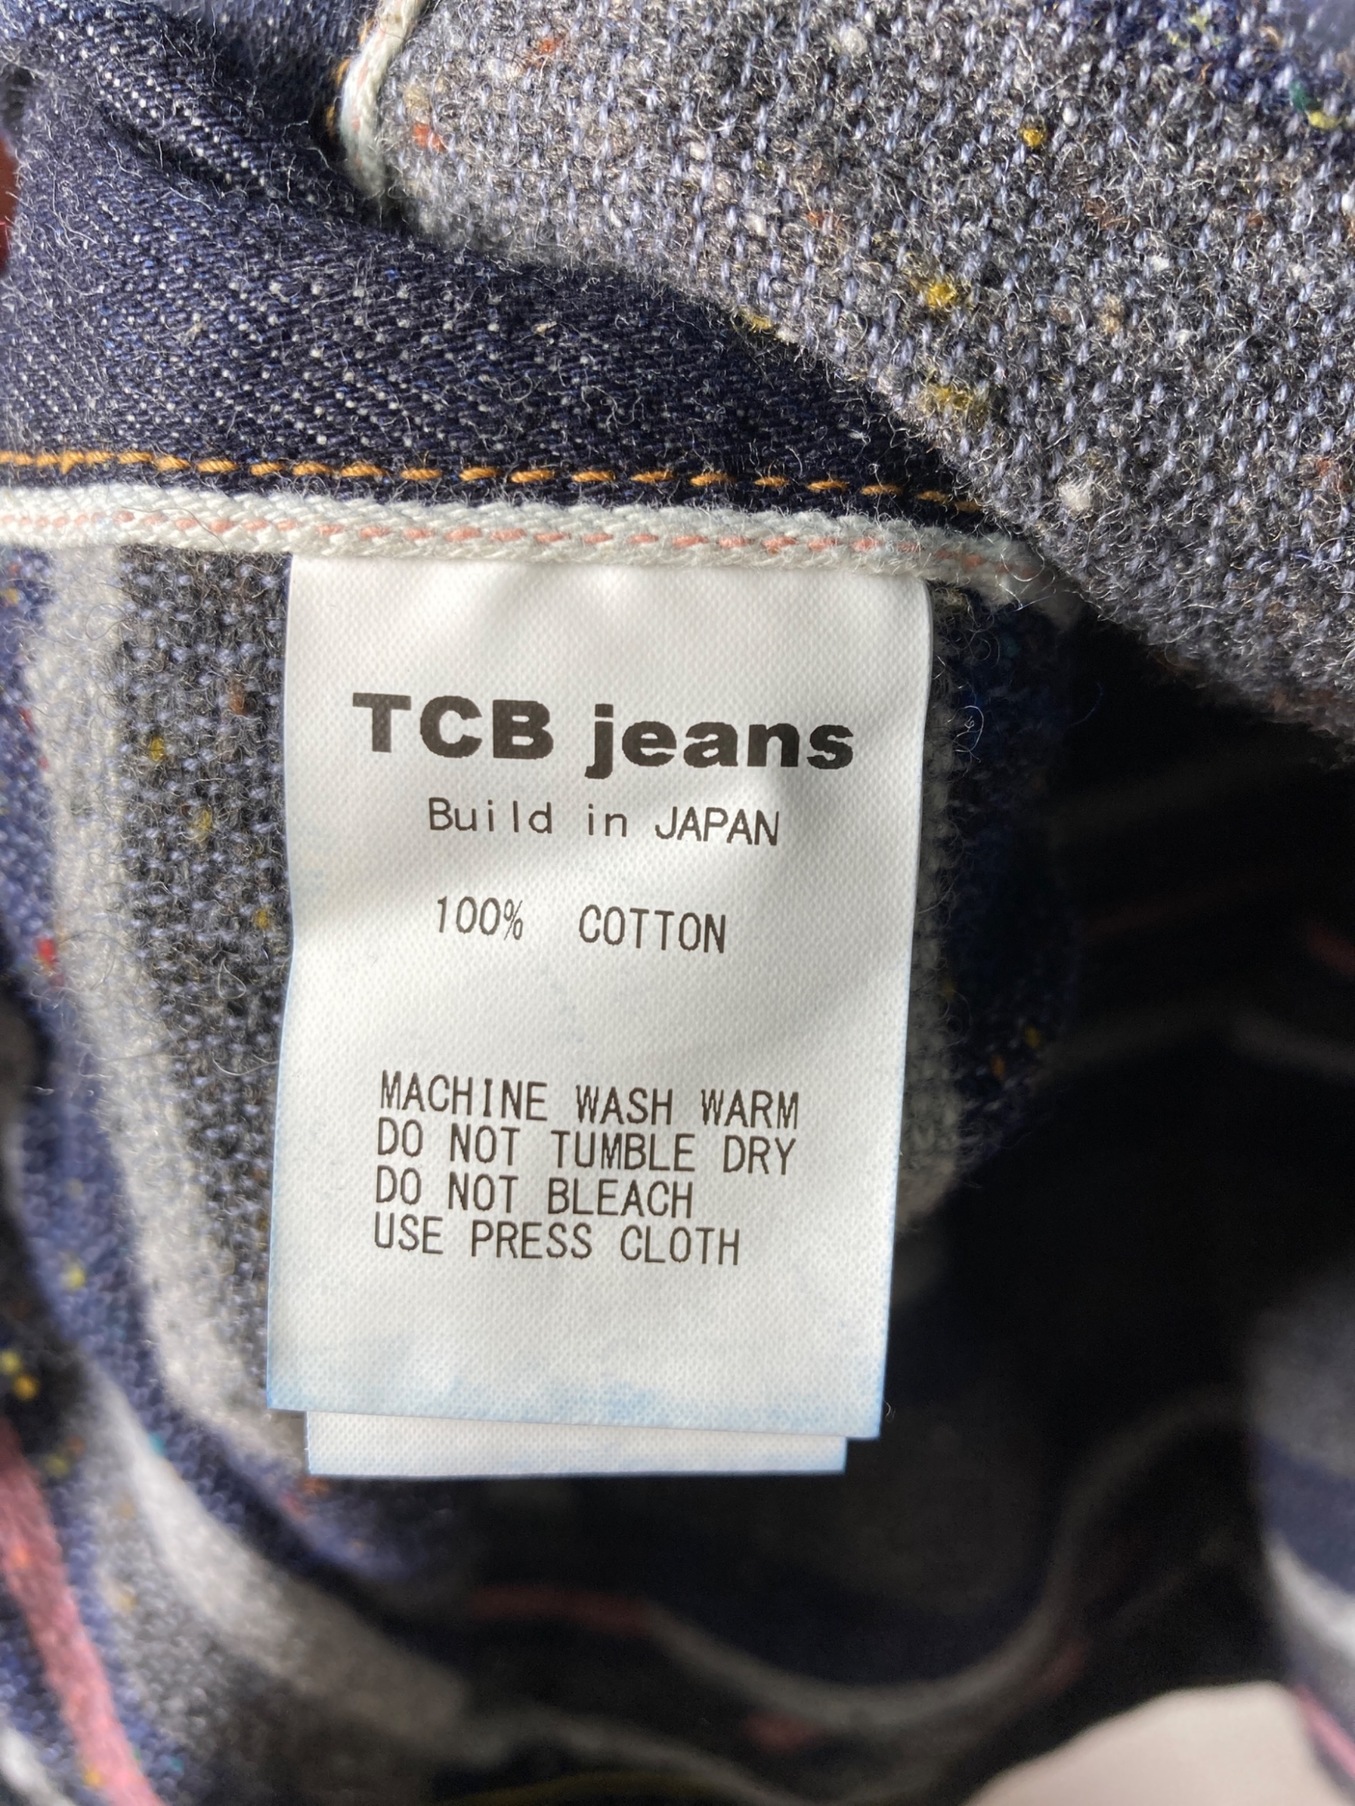 TCB jeans
Build in JAPAN
100% COTTON
MACHINE WASH WARM
DO NOT TUMBLE DRY
DO NOT BLEACH
USE PRESS CLOTH